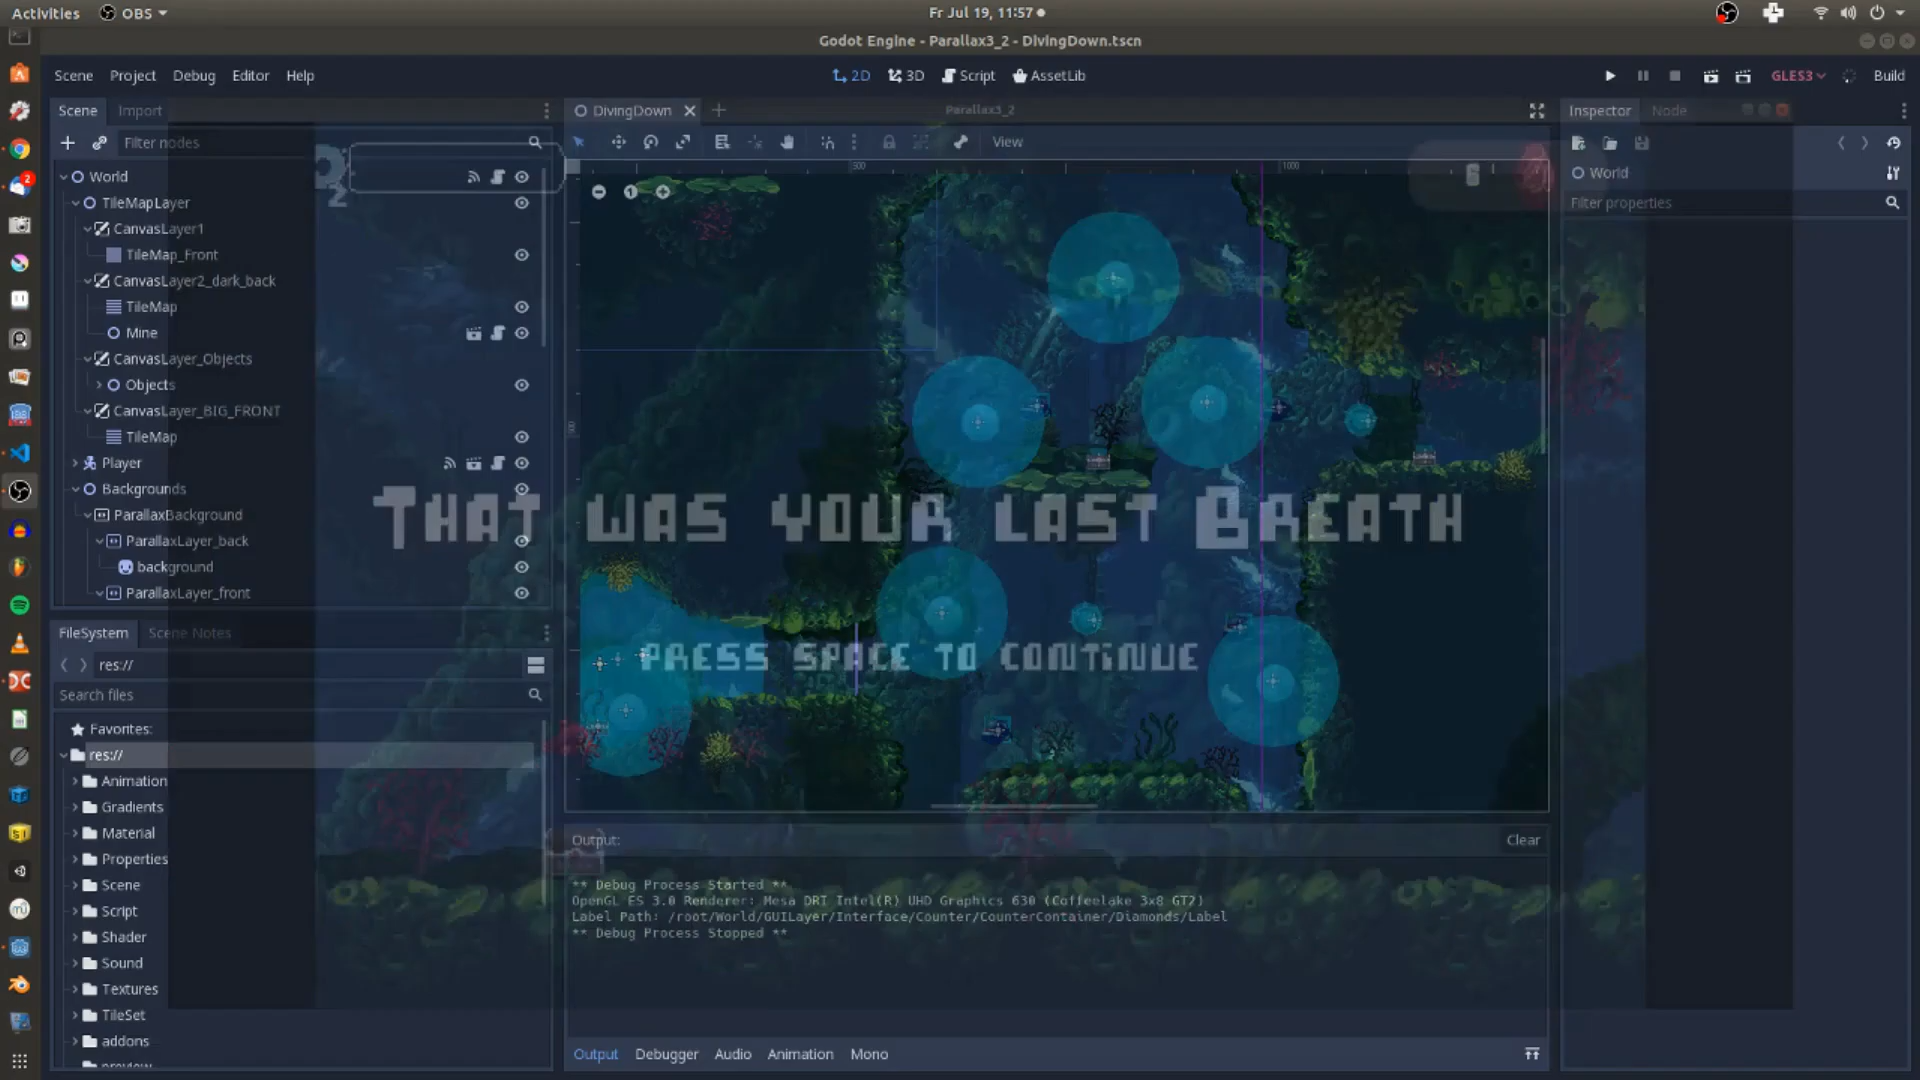 Activities OBS Fr Jul 19, 11:57
Godot Engine - Parallax3_2 - DivingDown.tscn
Scene Project Debug Editor Help 2D 3D Script AssetLib GLES3 Build
Scene Import DivingDown Parallax3_2 Inspector Node
Filter nodes View
500 1000
World
World
Filter properties
2
TileMapLayer
CanvasLayer1
TileMap_Front
CanvasLayer2_dark_back
TileMap
Mine
CanvasLayer_Objects
Objects
CanvasLayer_BIG_FRONT
TileMap
Player
Backgrounds
ParallaxBackground
ParallaxLayer_back
background
ParallaxLayer_front
That was your last Breath
press space to continue
FileSystem Scene Notes
res://
Search files
Favorites:
res://
Animation
Gradients
Material
Properties
Scene
Script
Shader
Sound
Textures
TileSet
addons
Output: Clear
** Debug Process Started **
OpenGL ES 3.0 Renderer: Mesa DRI Intel(R) UHD Graphics 630 (Coffeelake 3x8 GT2)
Label Path: /root/World/GUILayer/Interface/Counter/CounterContainer/Diamonds/Label
** Debug Process Stopped **
Output Debugger Audio Animation Mono